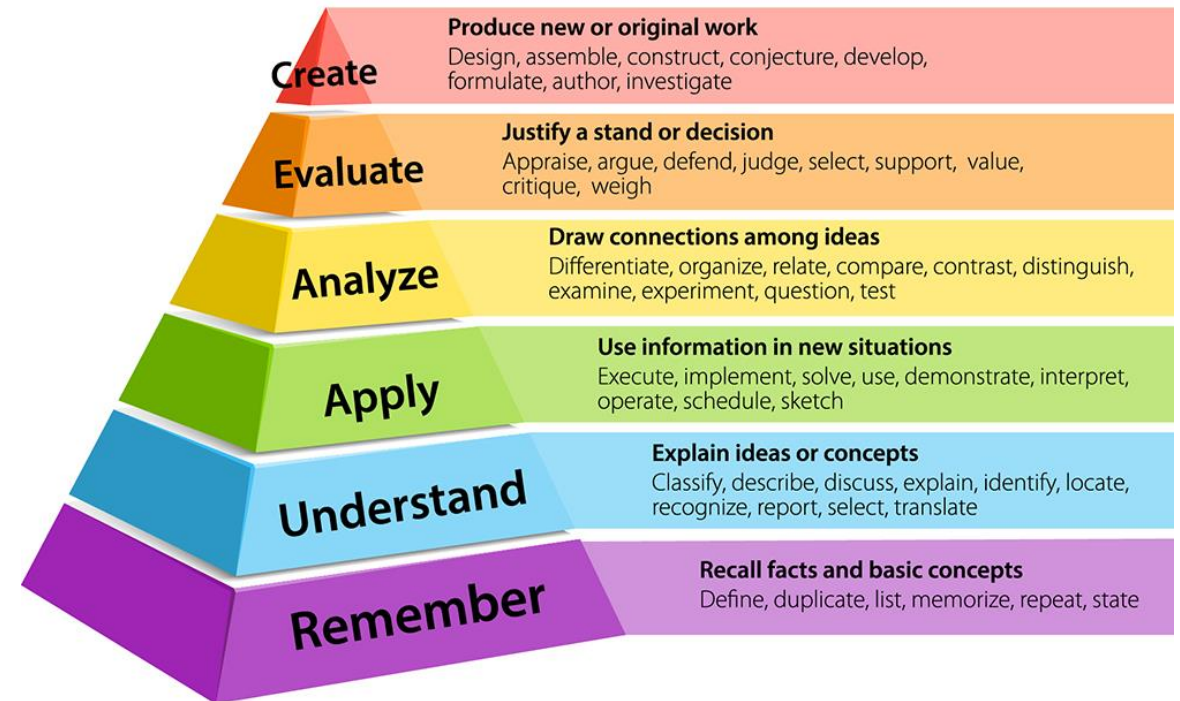 Create
Produce new or original work
Design, assemble, construct, conjecture, develop,
formulate, author, investigate
Evaluate
Justify a stand or decision
Appraise, argue, defend, judge, select, support, value,
critique, weigh
Analyze
Draw connections among ideas
Differentiate, organize, relate, compare, contrast, distinguish,
examine, experiment, question, test
Apply
Use information in new situations
Execute, implement, solve, use, demonstrate, interpret,
operate, schedule, sketch
Understand
Explain ideas or concepts
Classify, describe, discuss, explain, identify, locate,
recognize, report, select, translate
Remember
Recall facts and basic concepts
Define, duplicate, list, memorize, repeat, state